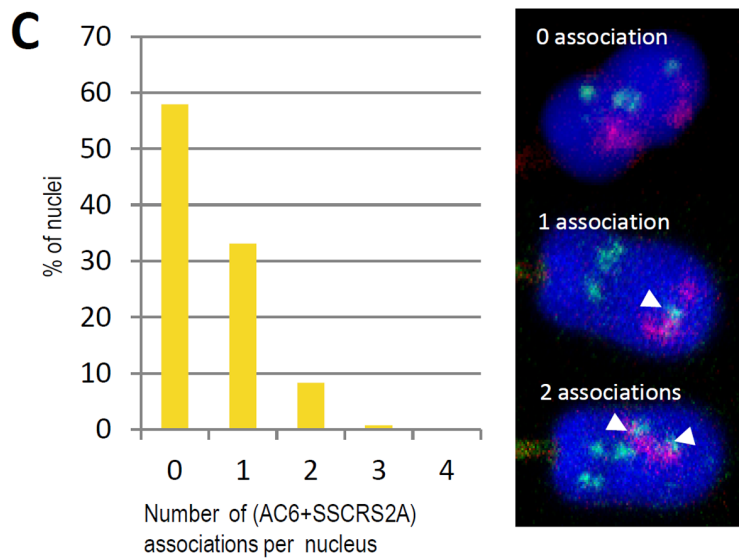 C
70
60
50
40
30
20
10
0
% of nuclei
0 1 2 3 4
Number of (AC6+SSCRS2A)
associations per nucleus
0 association
1 association
2 associations